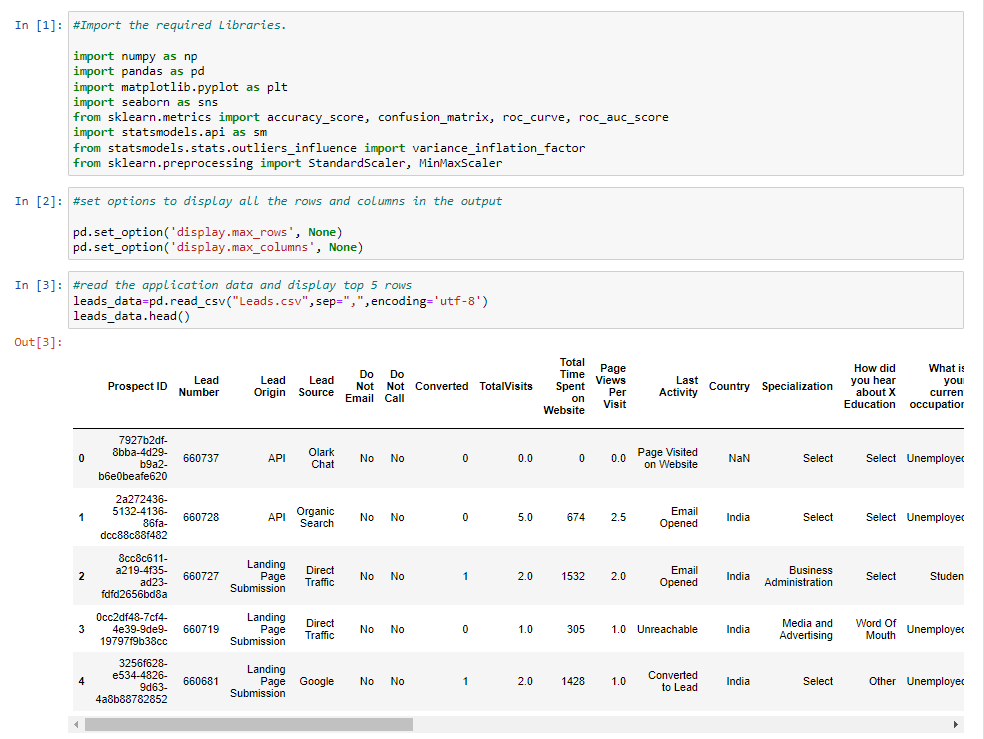 In [1]: #Import the required Libraries.
import numpy as np
import pandas as pd
import matplotlib.pyplot as plt
import seaborn as sns
from sklearn.metrics import accuracy_score, confusion_matrix, roc_curve, roc_auc_score
import statsmodels.api as sm
from statsmodels.stats.outliers_influence import variance_inflation_factor
from sklearn.preprocessing import StandardScaler, MinMaxScaler
In [2]: #set options to display all the rows and columns in the output
pd.set_option('display.max_rows', None)
pd.set_option('display.max_columns', None)
In [3]: #read the application data and display top 5 rows
leads_data=pd.read_csv("Leads.csv",sep=",",encoding='utf-8')
leads_data.head()
Out[3]:
Prospect ID
Lead
Number
Lead
Origin
Lead
Source
Do
Not
Email
Do
Not
Call
Converted
TotalVisits
Total
Time
Spent
on
Website
Page
Views
Per
Visit
Last
Activity
Country
Specialization
How did
you hear
about X
Education
What is
you
curren
occupation
0
7927b2df-
8bba-4d29-
b9a2-
b6e0beafe620
660737
API
Olark
Chat
No
No
0
0.0
0
0.0
Page Visited
on Website
NaN
Select
Select
Unemployed
1
2a272436-
5132-4136-
86fa-
dcc88c88f482
660728
API
Organic
Search
No
No
0
5.0
674
2.5
Email
Opened
India
Select
Select
Unemployed
2
8cc8c611-
a219-4f35-
ad23-
fdfd2656bd8a
660727
Landing
Page
Submission
Direct
Traffic
No
No
1
2.0
1532
2.0
Email
Opened
India
Business
Administration
Select
Studen
3
0cc2df48-7cf4-
4e39-9de9-
19797f9b38cc
660719
Landing
Page
Submission
Direct
Traffic
No
No
0
1.0
305
1.0
Unreachable
India
Media and
Advertising
Word Of
Mouth
Unemployed
4
3256f628-
e534-4826-
9d63-
4a8b88782852
660681
Landing
Page
Submission
Google
No
No
1
2.0
1428
1.0
Converted
to Lead
India
Select
Other
Unemployed